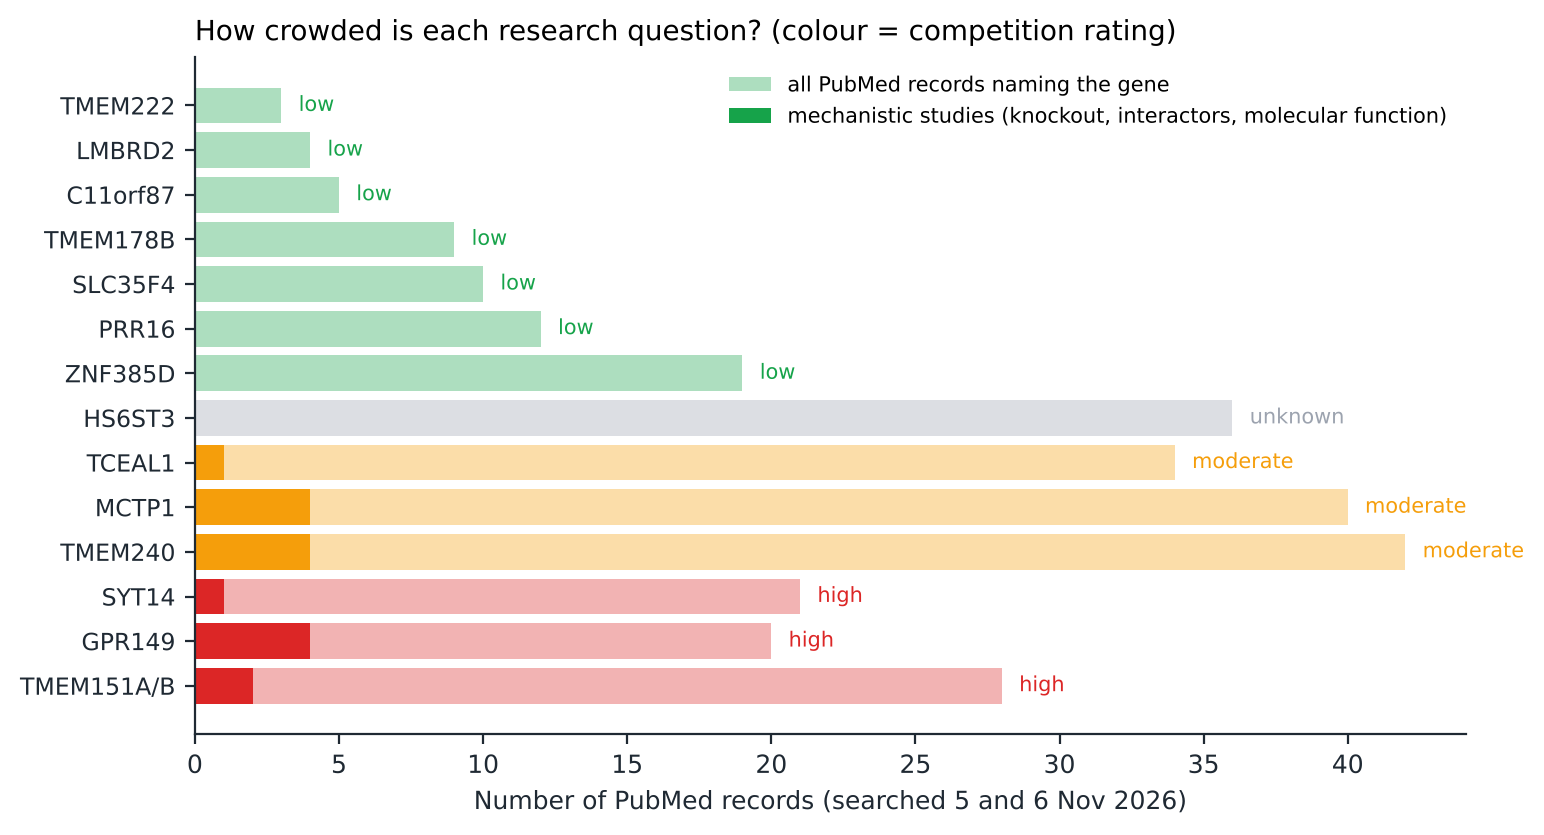 How crowded is each research question? (colour = competition rating)
all PubMed records naming the gene
mechanistic studies (knockout, interactors, molecular function)
TMEM222 low
LMBRD2 low
C11orf87 low
TMEM178B low
SLC35F4 low
PRR16 low
ZNF385D low
HS6ST3 unknown
TCEAL1 moderate
MCTP1 moderate
TMEM240 moderate
SYT14 high
GPR149 high
TMEM151A/B high
0 5 10 15 20 25 30 35 40
Number of PubMed records (searched 5 and 6 Nov 2026)